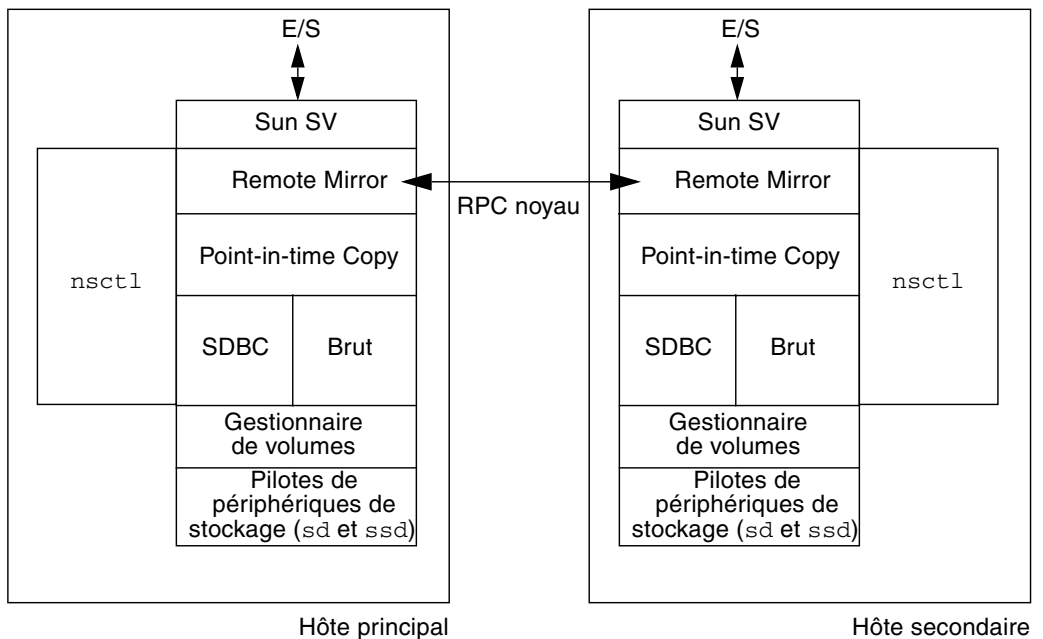 E/S
Sun SV
Remote Mirror
Point-in-time Copy
nsctl
SDBC
Brut
Gestionnaire
de volumes
Pilotes de
périphériques de
stockage (sd et ssd)
Hôte principal
RPC noyau
E/S
Sun SV
Remote Mirror
Point-in-time Copy
nsctl
SDBC
Brut
Gestionnaire
de volumes
Pilotes de
périphériques de
stockage (sd et ssd)
Hôte secondaire